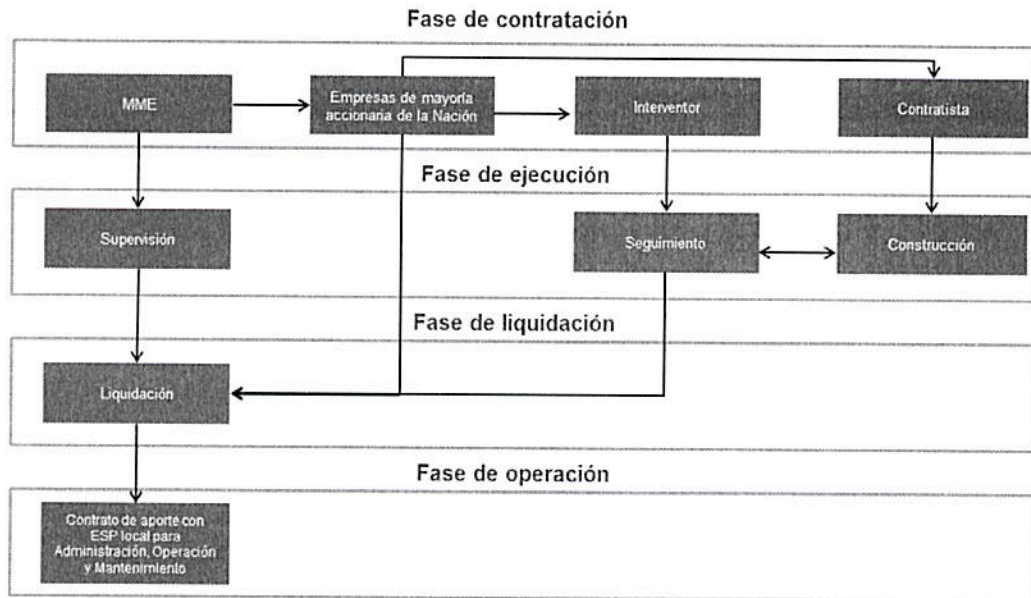 Fase de contratación
MME
Empresas de mayoría
accionaria de la Nación
Interventor
Contratista
Fase de ejecución
Supervisión
Seguimiento
Construcción
Fase de liquidación
Liquidación
Fase de operación
Contrato de aporte con
ESP local para
Administración, Operación
y Mantenimiento